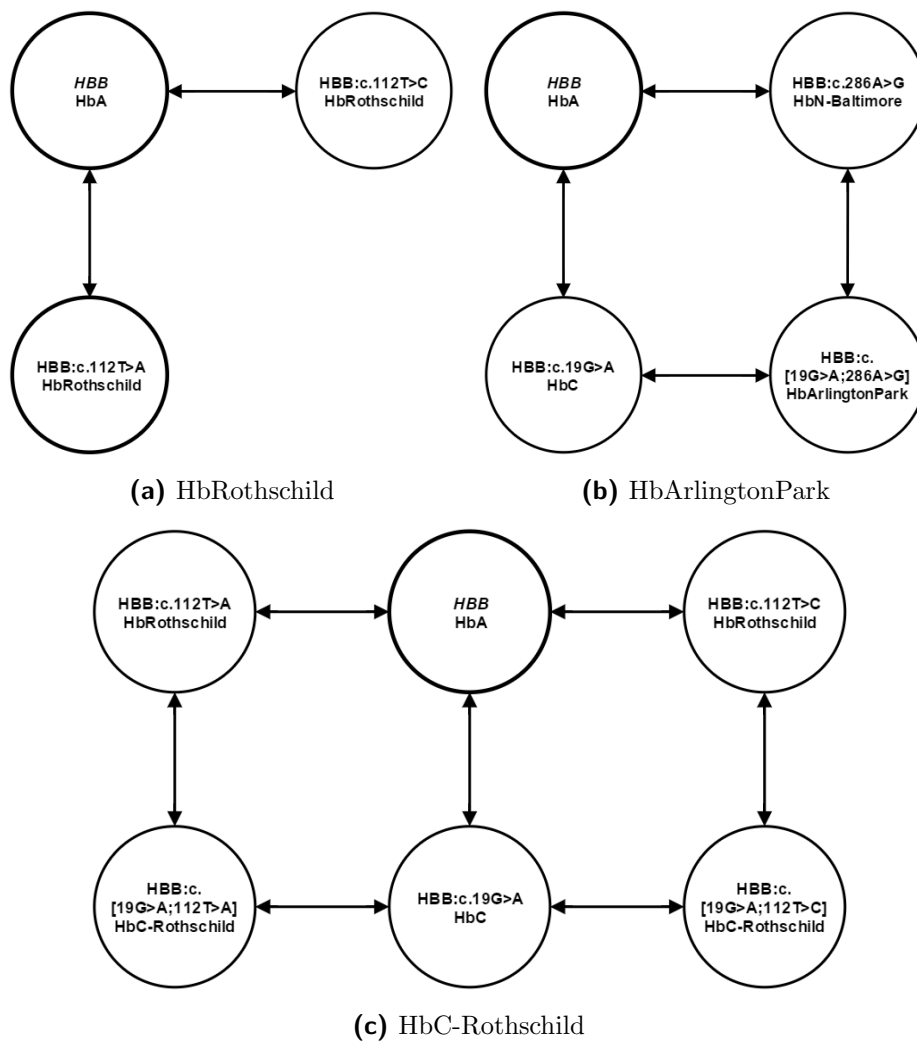 HBB
HbA
HBB:c.112T>C
HbRothschild
HBB:c.112T>A
HbRothschild
(a) HbRothschild
HBB
HbA
HBB:c.286A>G
HbN-Baltimore
HBB:c.19G>A
HbC
HBB:c.
[19G>A;286A>G]
HbArlingtonPark
(b) HbArlingtonPark
HBB:c.112T>A
HbRothschild
HBB
HbA
HBB:c.112T>C
HbRothschild
HBB:c.
[19G>A;112T>A]
HbC-Rothschild
HBB:c.19G>A
HbC
HBB:c.
[19G>A;112T>C]
HbC-Rothschild
(c) HbC-Rothschild